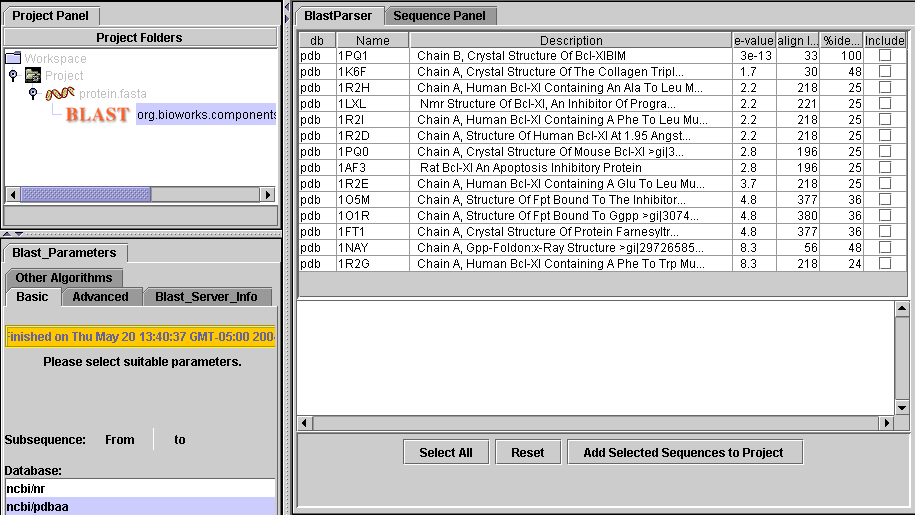 Project Panel
Project Folders
Workspace
Project
protein.fasta
BLAST org.bioworks.components
Blast_Parameters
Other Algorithms
Basic Advanced Blast_Server_Info
Finished on Thu May 20 13:40:37 GMT-05:00 200
Please select suitable parameters.
Subsequence: From to
Database:
ncbi/nr
ncbi/pdbaa
BlastParser Sequence Panel
db Name Description e-value align l... %ide... Include
pdb 1PQ1 Chain B, Crystal Structure Of Bcl-XlBIM 3e-13 33 100
pdb 1K6F Chain A, Crystal Structure Of The Collagen Tripl... 1.7 30 48
pdb 1R2H Chain A, Human Bcl-Xl Containing An Ala To Leu M... 2.2 218 25
pdb 1LXL Nmr Structure Of Bcl-Xl, An Inhibitor Of Progra... 2.2 221 25
pdb 1R2I Chain A, Human Bcl-Xl Containing A Phe To Leu Mu... 2.2 218 25
pdb 1R2D Chain A, Structure Of Human Bcl-Xl At 1.95 Angst... 2.2 218 25
pdb 1PQ0 Chain A, Crystal Structure Of Mouse Bcl-Xl >gi|3... 2.8 196 25
pdb 1AF3 Rat Bcl-Xl An Apoptosis Inhibitory Protein 2.8 196 25
pdb 1R2E Chain A, Human Bcl-Xl Containing A Glu To Leu Mu... 3.7 218 25
pdb 1O5M Chain A, Structure Of Fpt Bound To The Inhibitor... 4.8 377 36
pdb 1O1R Chain A, Structure Of Fpt Bound To Ggpp >gi|3074... 4.8 380 36
pdb 1FT1 Chain A, Crystal Structure Of Protein Farnesyltr... 4.8 377 36
pdb 1NAY Chain A, Gpp-Foldon:x-Ray Structure >gi|29726585... 8.3 56 48
pdb 1R2G Chain A, Human Bcl-Xl Containing A Phe To Trp Mu... 8.3 218 24
Select All Reset Add Selected Sequences to Project